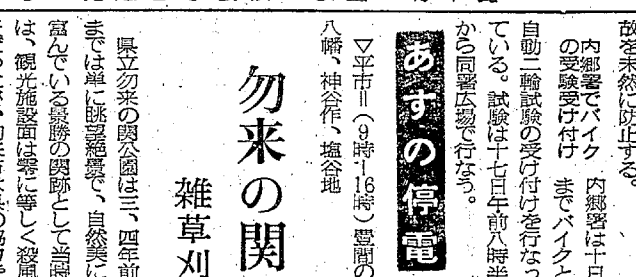 故を未然に防止する。
内郷署でバイク
の受験受け付け
内郷署は十日
までバイクと
自動二輪試験の受け付けを行なっ
ている。試験は十七日午前八時半
から同署広場で行なう。
あすの停電
▽平市＝（９時―16時）豊間の
八幡、神谷作、塩谷地
勿来の関
雑草刈
県立勿来の関公園は三、四年前
までは単に眺望絶景で、自然美に
富んでいる景勝の関跡として当時
は、観光施設面は零に等しく殺風